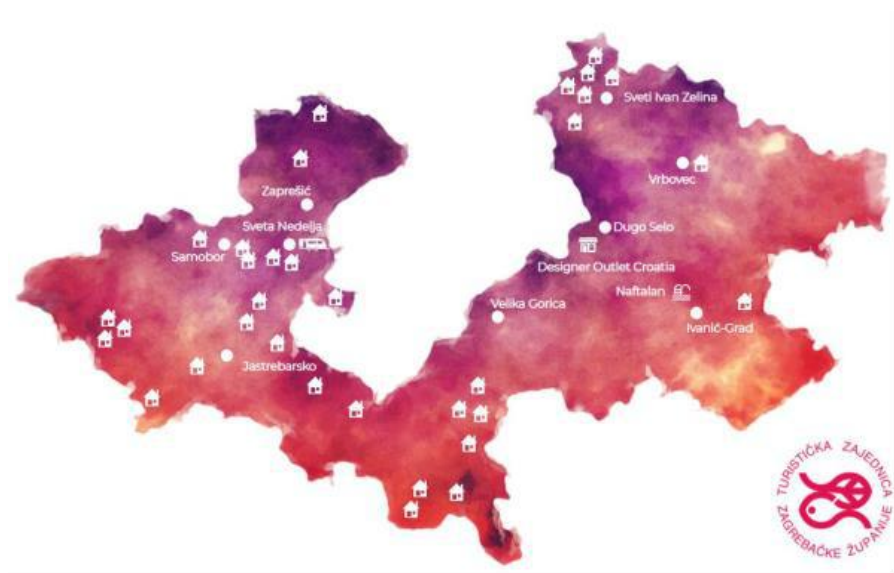 Sveti Ivan Zelina
Vrbovec
Zaprešić
Sveta Nedelja
Samobor
Dugo Selo
Designer Outlet Croatia
Naftalan
Velika Gorica
Ivanić-Grad
Jastrebarsko
TURISTIČKA ZAJEDNICA
ZAGREBAČKE ŽUPANIJE